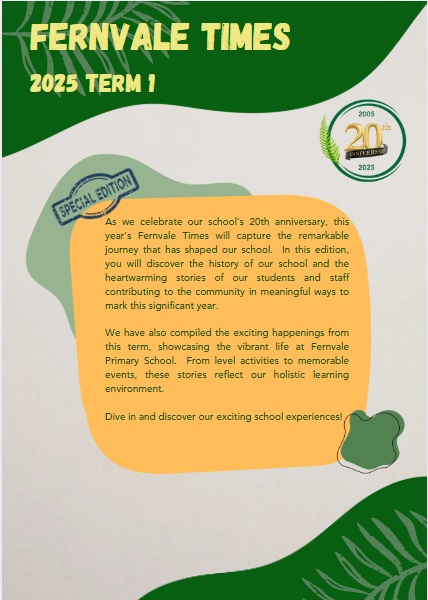 FERNVALE TIMES
2025 TERM 1
2005
20th
ANNIVERSARY
2025
SPECIAL EDITION
As we celebrate our school's 20th anniversary, this
year's Fernvale Times will capture the remarkable
journey that has shaped our school. In this edition,
you will discover the history of our school and the
heartwarming stories of our students and staff
contributing to the community in meaningful ways to
mark this significant year.
We have also compiled the exciting happenings from
this term, showcasing the vibrant life at Fernvale
Primary School. From level activities to memorable
events, these stories reflect our holistic learning
environment.
Dive in and discover our exciting school experiences!